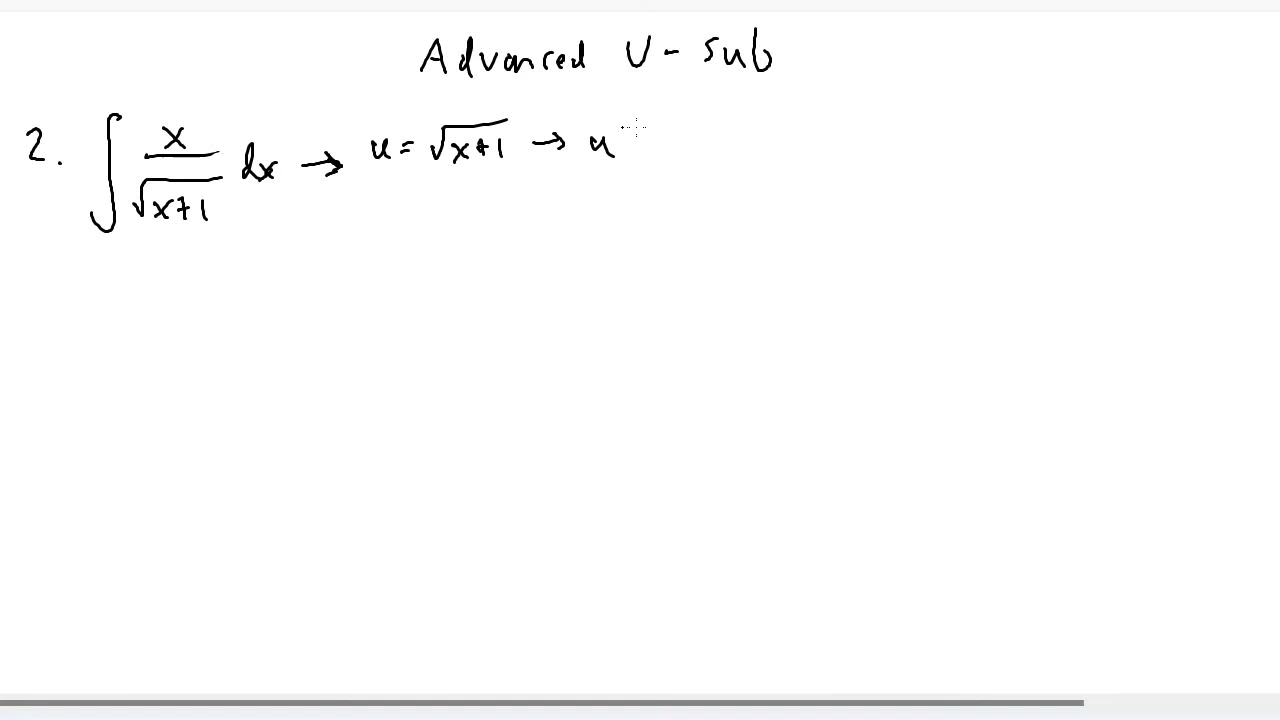 Advanced U-sub
2. ∫ x/√(x+1) dx → u = √(x+1) → u